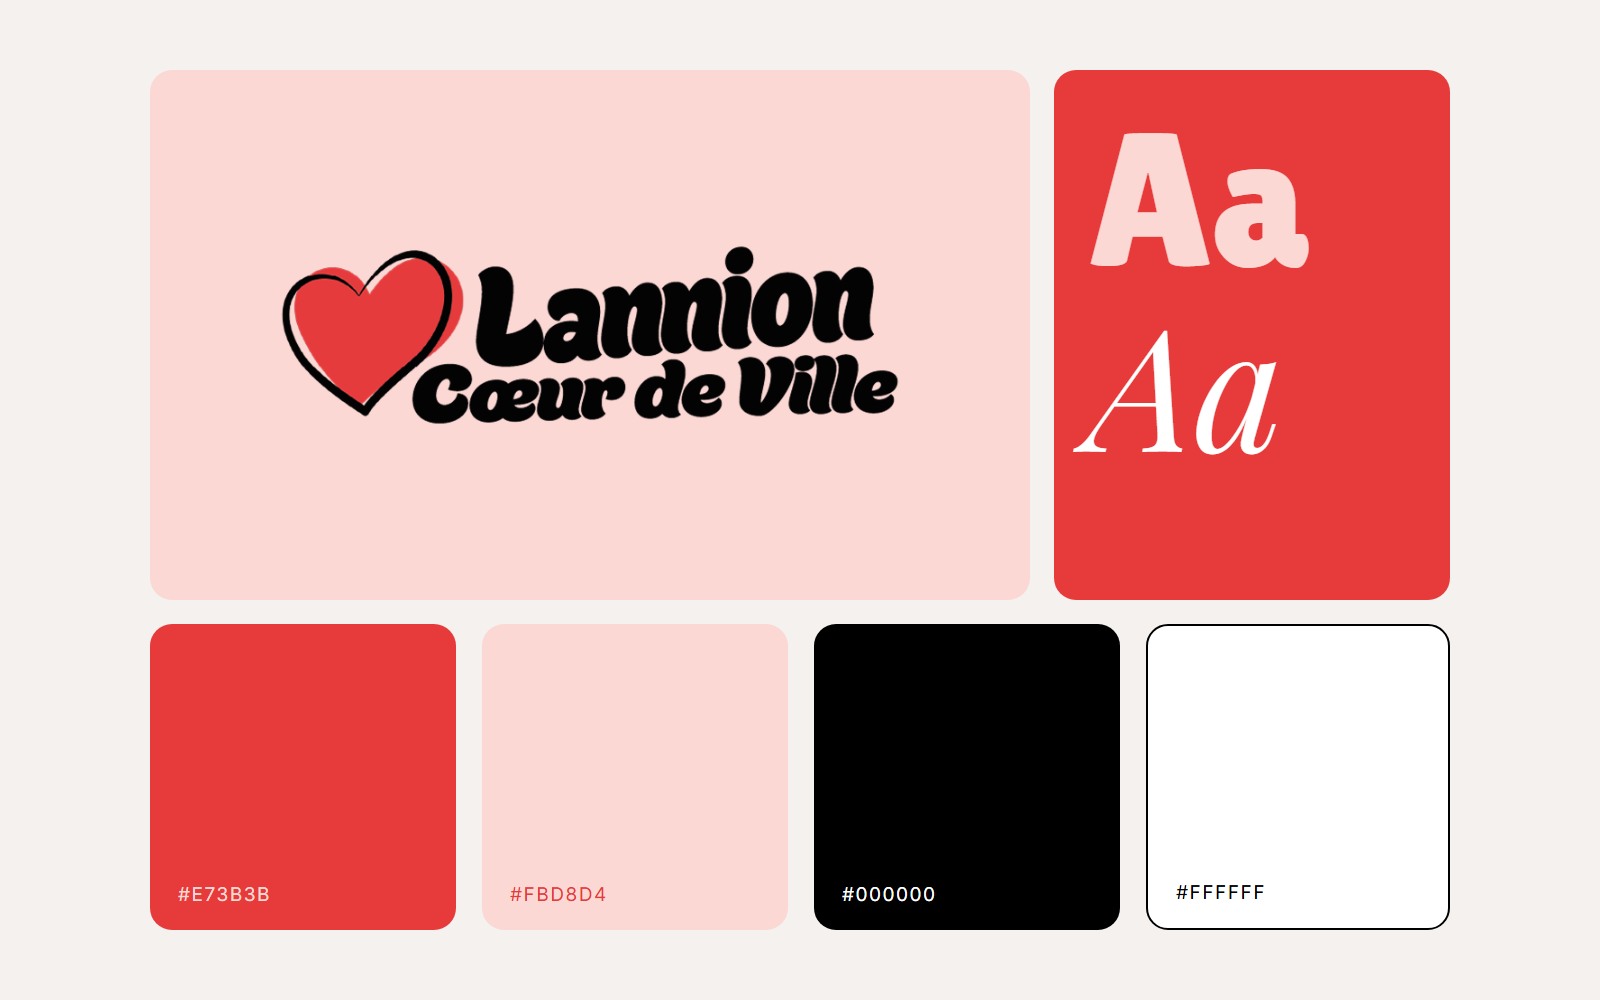 Lannion
Cœur de Ville
Aa
Aa
#E73B3B
#FBD8D4
#000000
#FFFFFF